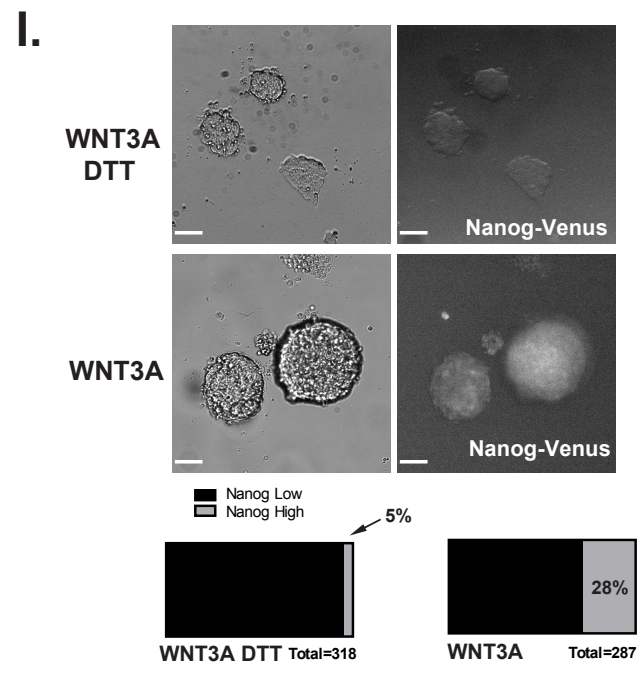 I.
WNT3A
DTT
Nanog-Venus
WNT3A
Nanog-Venus
Nanog Low
Nanog High
5%
28%
WNT3A DTT Total=318
WNT3A Total=287